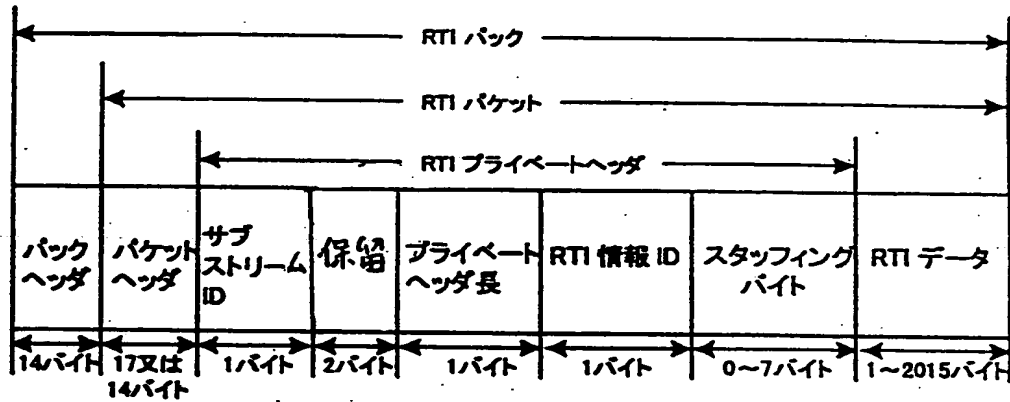 RTI パック
RTI パケット
RTI プライベートヘッダ
パック
ヘッダ
パケット
ヘッダ
サブ
ストリーム
ID
保留
プライベート
ヘッダ長
RTI 情報 ID
スタッフィング
バイト
RTI データ
14バイト
17又は
14バイト
1バイト
2バイト
1バイト
1バイト
0~7バイト
1~2015バイト